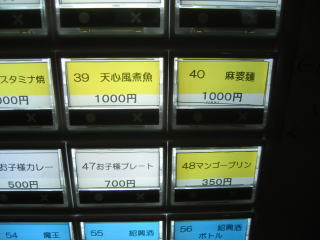 スタミナ焼
000円
39 天心風煮魚
1000円
40 麻婆麺
1000円
お子様カレー
500円
47お子様プレート
700円
48マンゴープリン
350円
54 魔王
55 紹興酒
56 紹興酒
ボトル